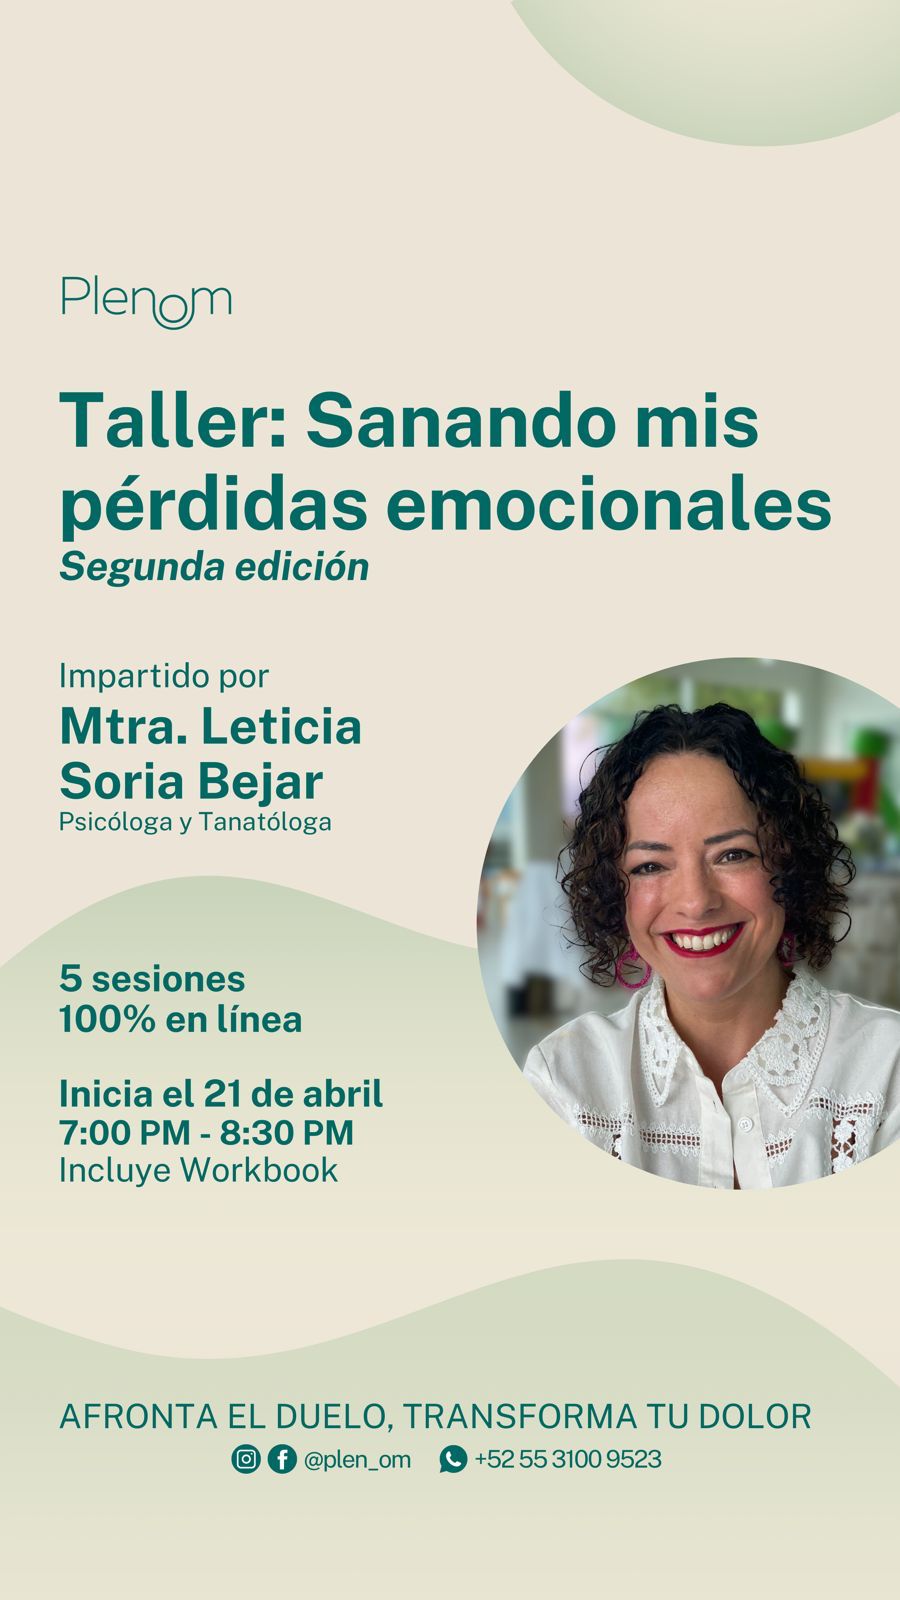 Plenom
Taller: Sanando mis
pérdidas emocionales
Segunda edición
Impartido por
Mtra. Leticia
Soria Bejar
Psicóloga y Tanatóloga
5 sesiones
100% en línea
Inicia el 21 de abril
7:00 PM - 8:30 PM
Incluye Workbook
AFRONTA EL DUELO, TRANSFORMA TU DOLOR
@plen_om +52 55 3100 9523